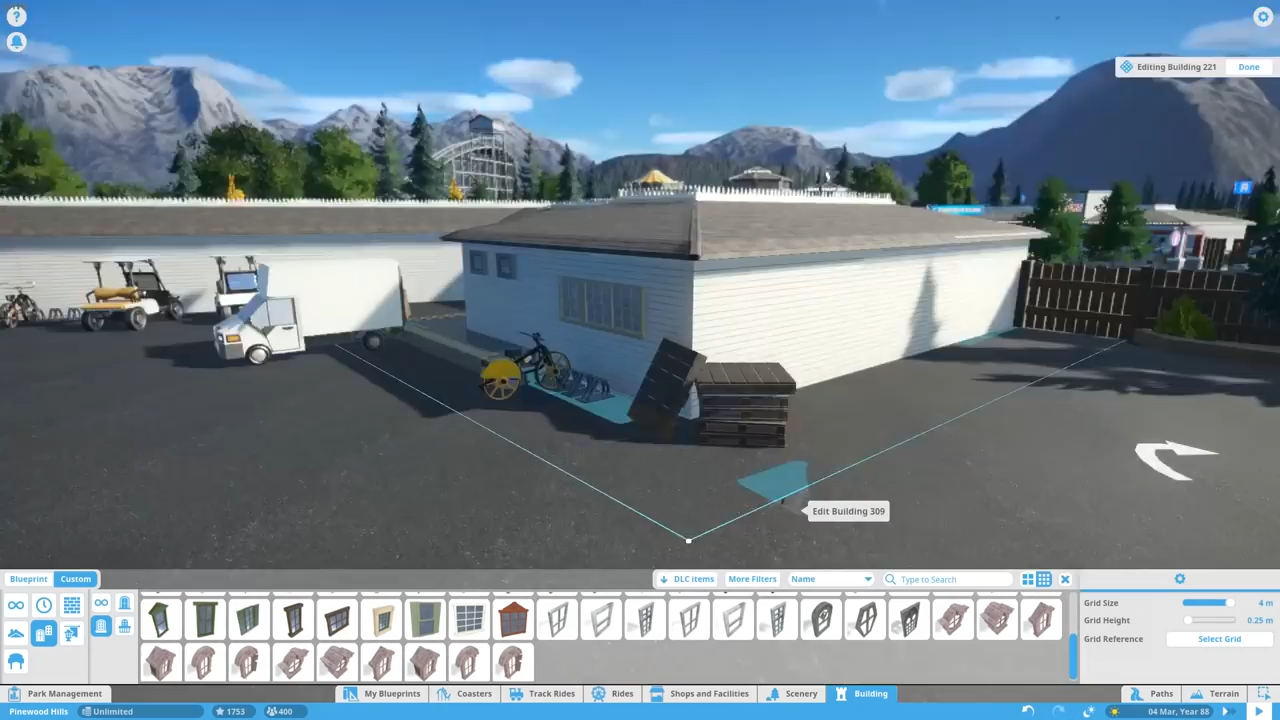 ?
Editing Building 221 Done
Edit Building 309
Blueprint Custom DLC items More Filters Name Type to Search
Grid Size 4 m
Grid Height 0.25 m
Grid Reference Select Grid
Park Management My Blueprints Coasters Track Rides Rides Shops and Facilities Scenery Building Paths Terrain
Pinewood Hills Unlimited 1753 400 04 Mar, Year 88